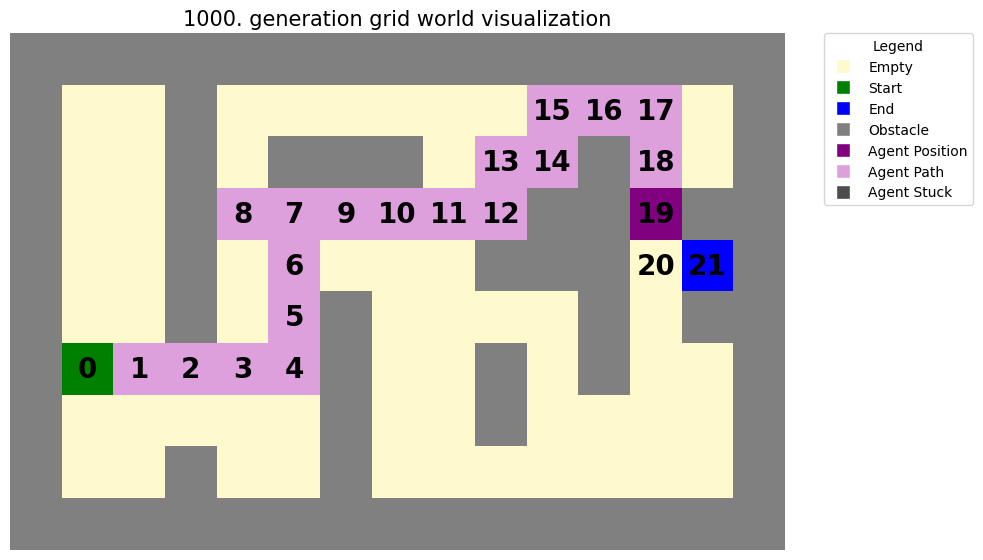 1000. generation grid world visualization
Legend
Empty
Start
End
Obstacle
Agent Position
Agent Path
Agent Stuck
15 16 17
13 14 18
8 7 9 10 11 12 19
6 20 21
5
0 1 2 3 4